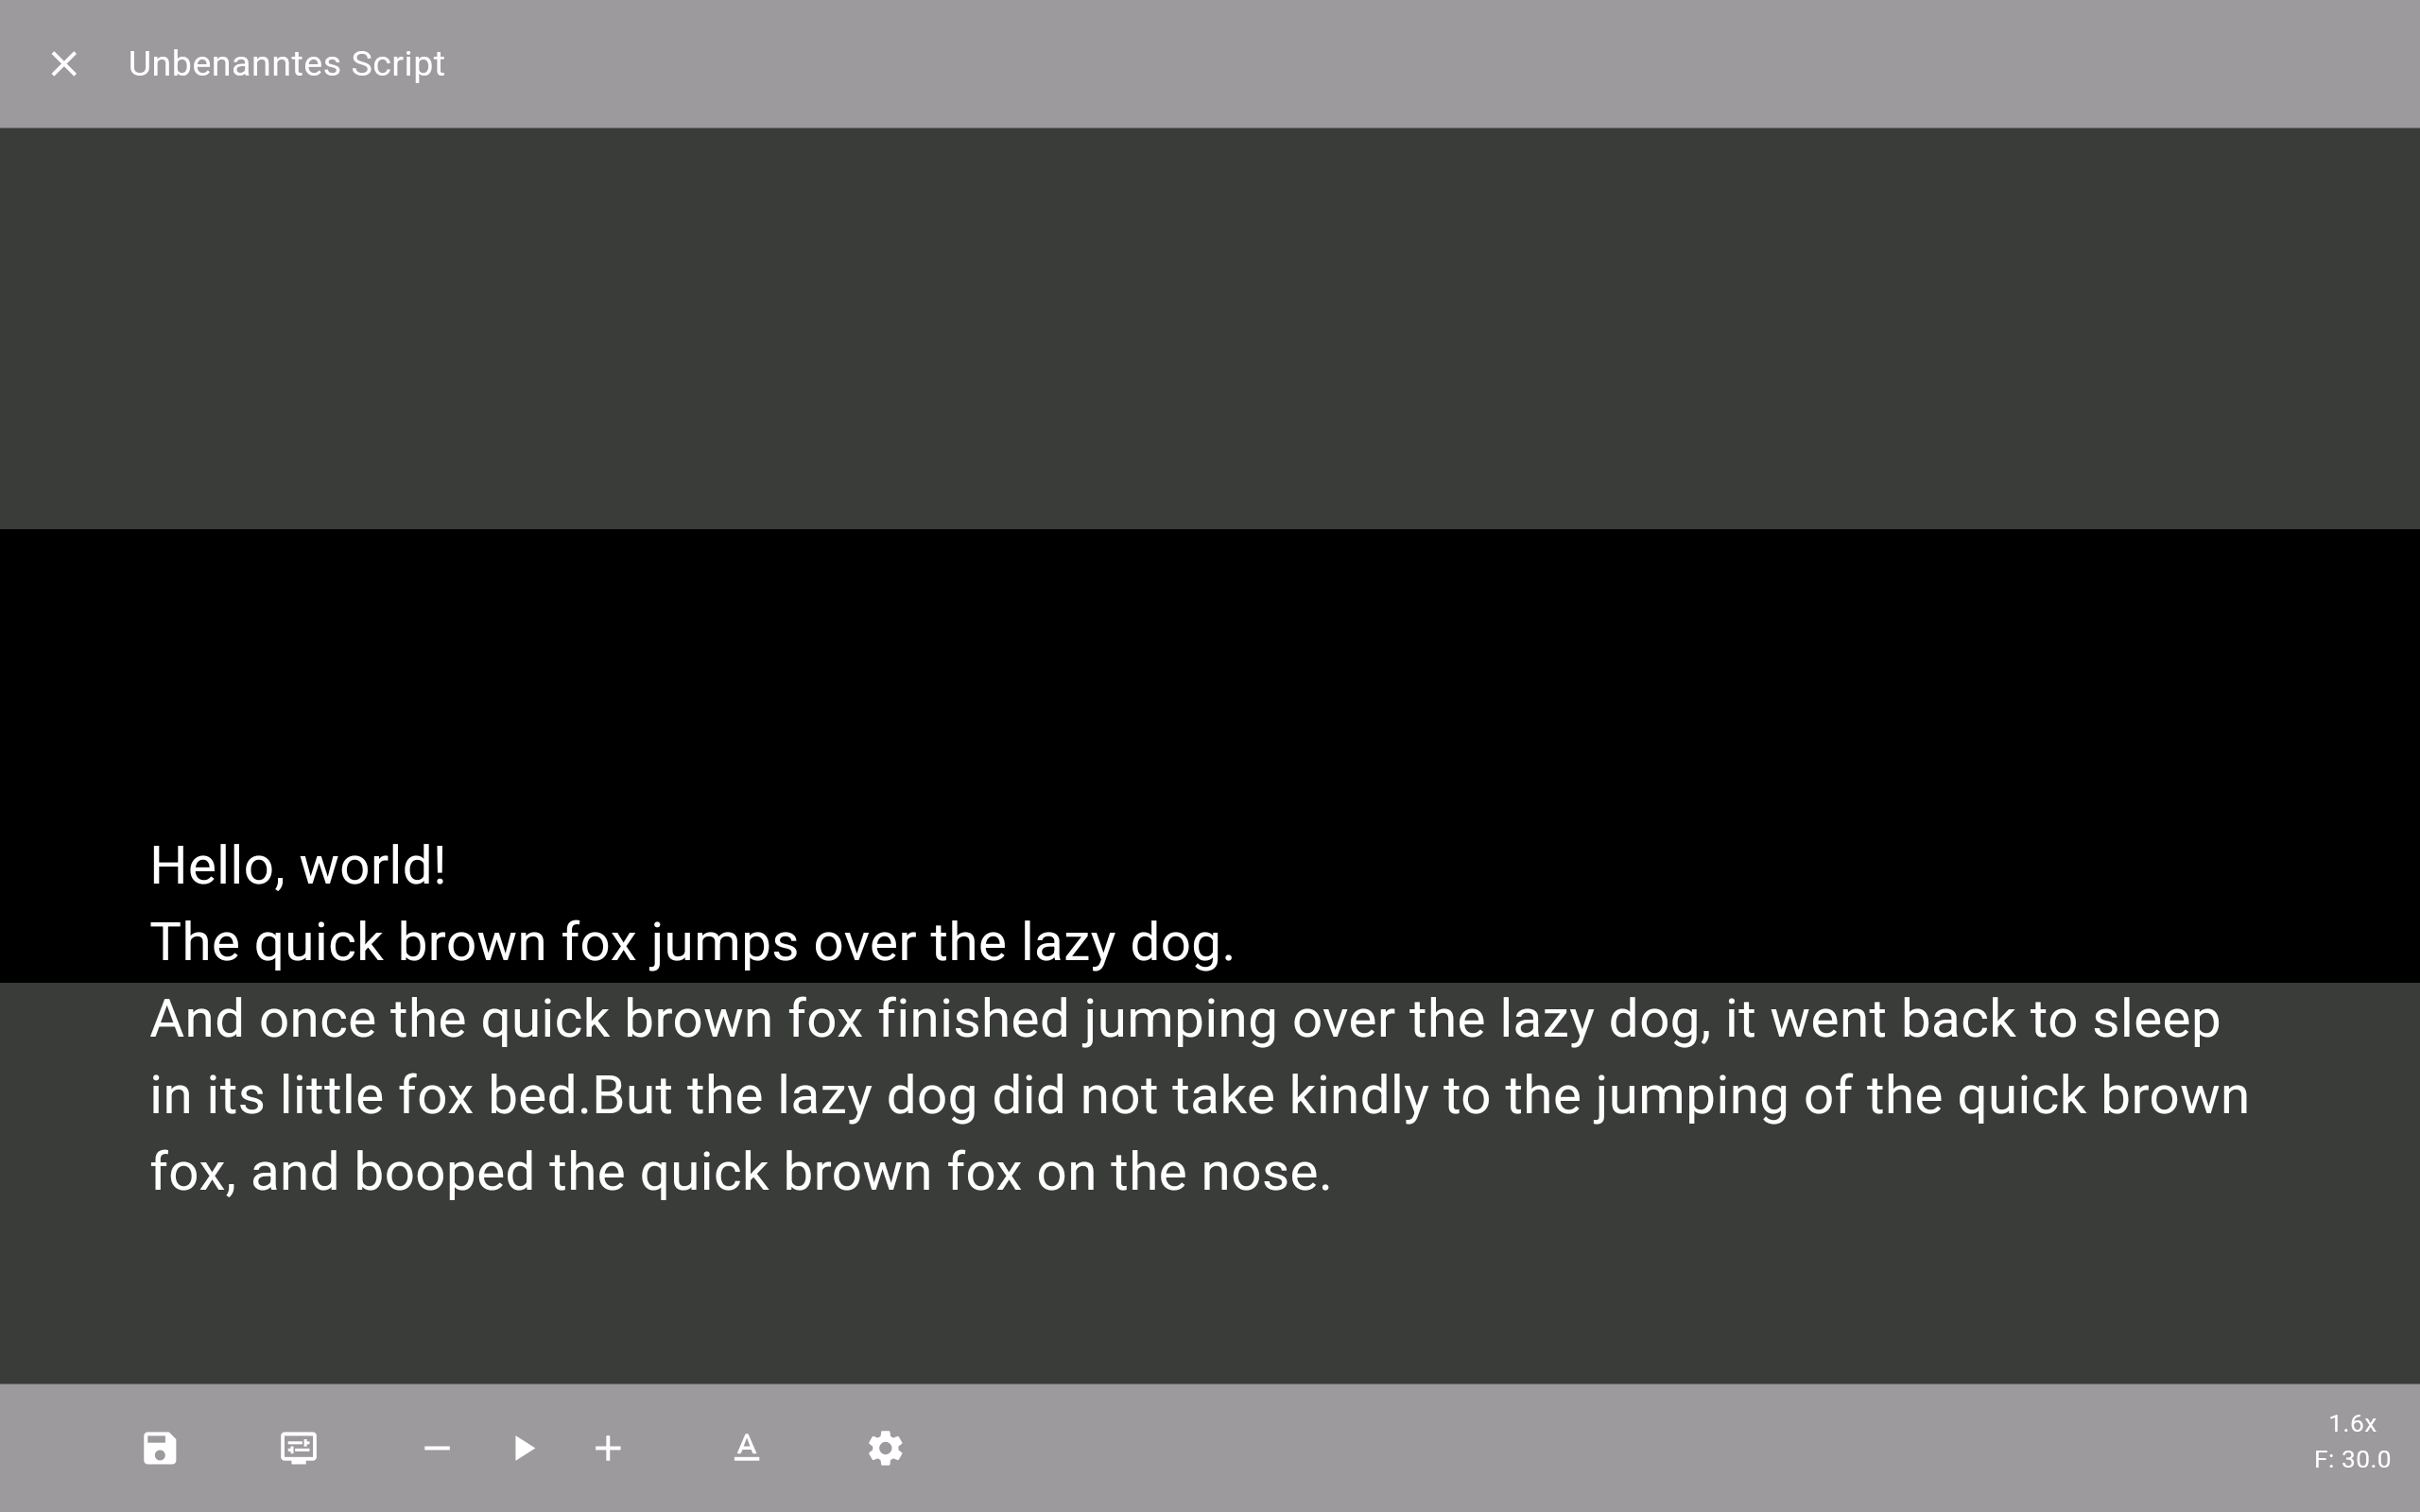 Unbenanntes Script
Hello, world!
The quick brown fox jumps over the lazy dog.
And once the quick brown fox finished jumping over the lazy dog, it went back to sleep
in its little fox bed.But the lazy dog did not take kindly to the jumping of the quick brown
fox, and booped the quick brown fox on the nose.
1.6x
F: 30.0